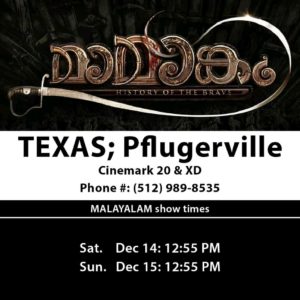 മാമാങ്കം
HISTORY OF THE BRAVE
TEXAS; Pflugerville
Cinemark 20 & XD
Phone #: (512) 989-8535
MALAYALAM show times
Sat. Dec 14: 12:55 PM
Sun. Dec 15: 12:55 PM